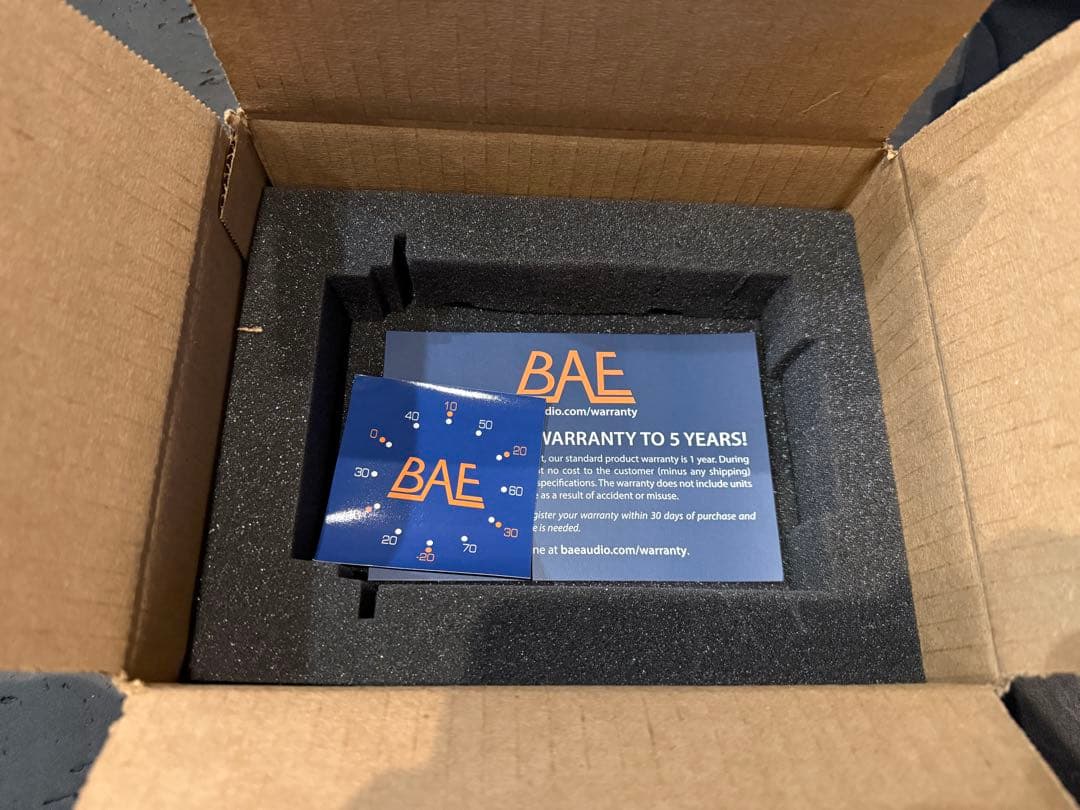 BAE
dio.com/warranty
WARRANTY TO 5 YEARS!
, our standard product warranty is 1 year. During
no cost to the customer (minus any shipping)
specifications. The warranty does not include units
as a result of accident or misuse.
gister your warranty within 30 days of purchase and
is needed.
ne at baeaudio.com/warranty.
10
40
50
0
20
BAE
30
60
30
20
70
-20